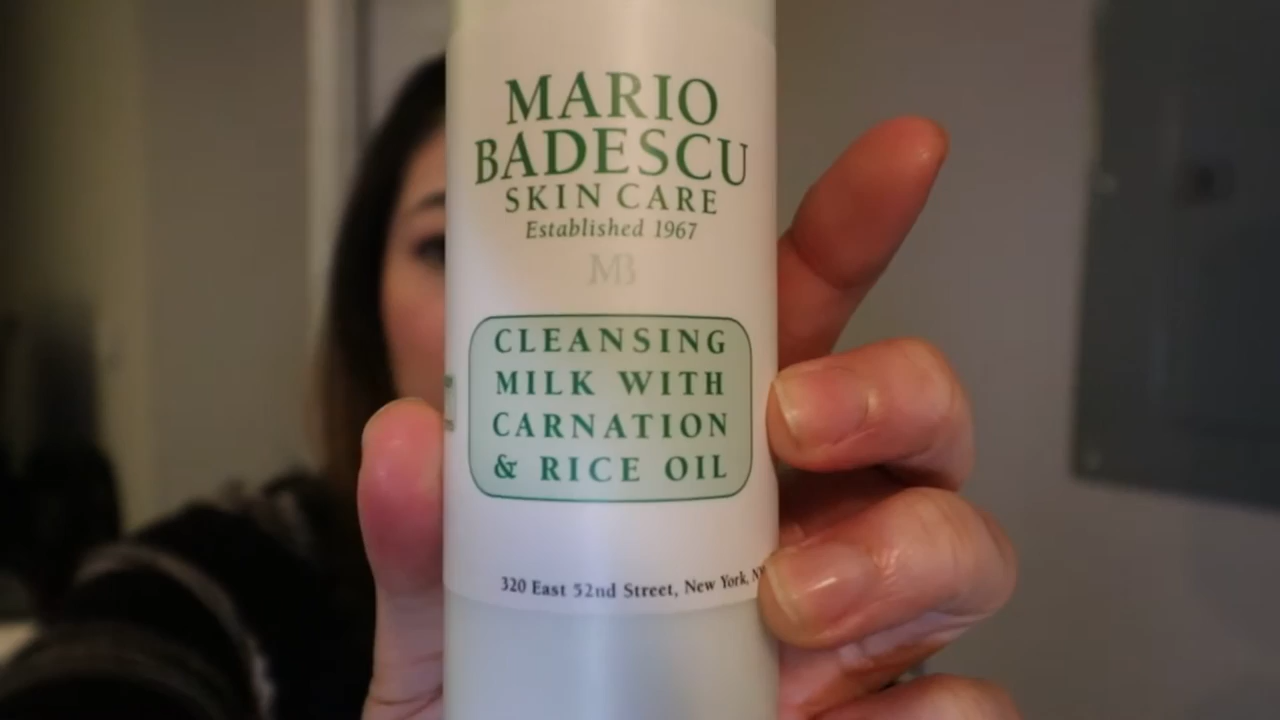 MARIO
BADESCU
SKIN CARE
Established 1967
MB
CLEANSING
MILK WITH
CARNATION
& RICE OIL
320 East 52nd Street, New York,